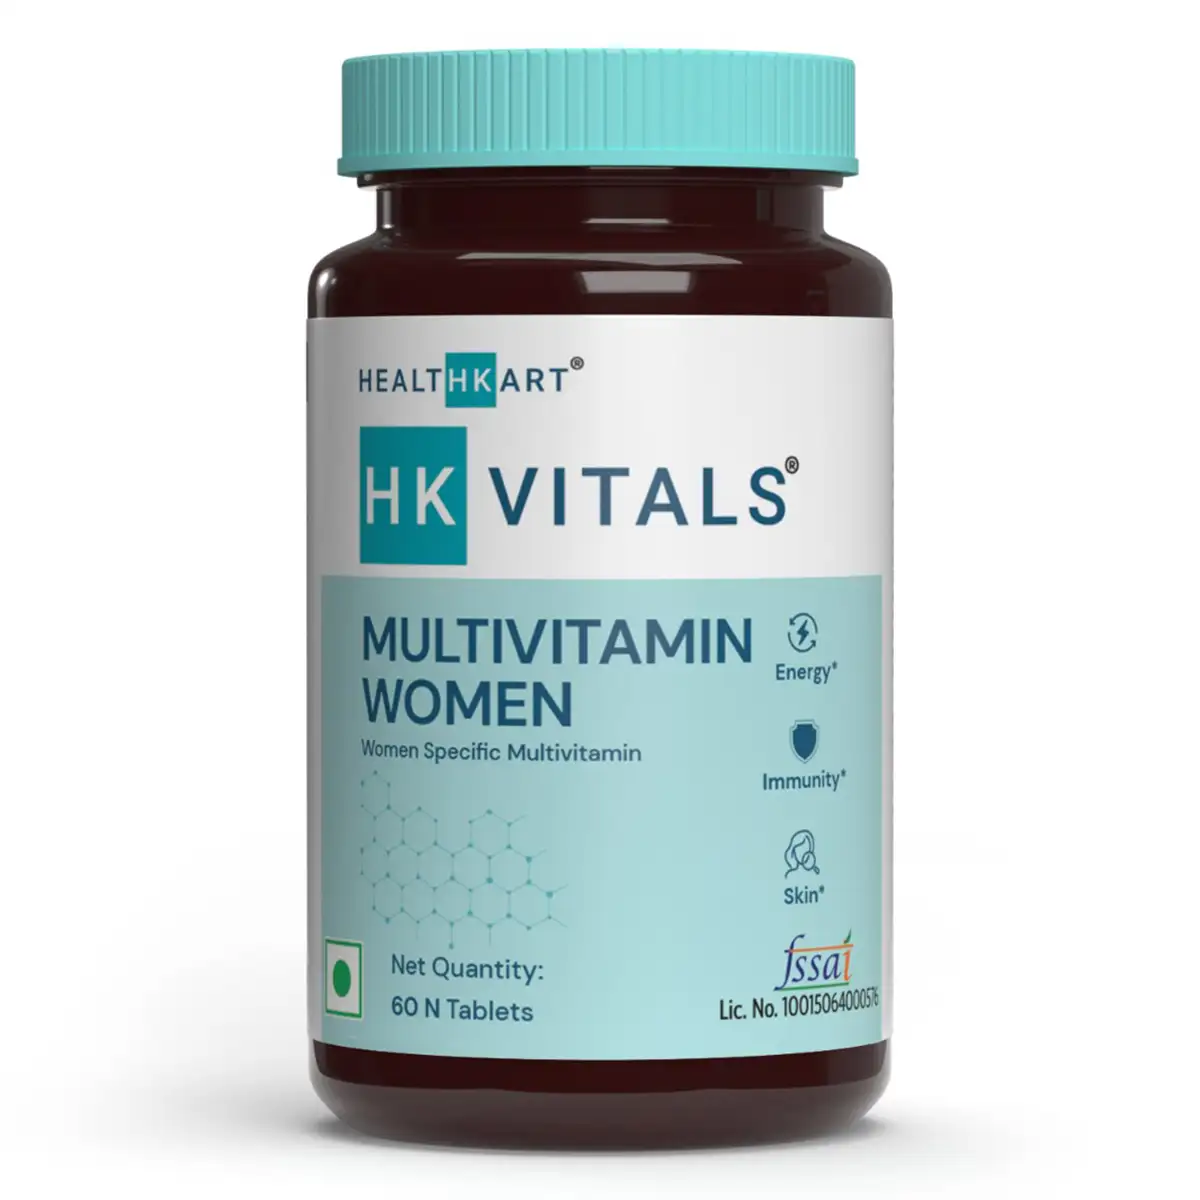 HEALTHKART®
HK VITALS®
MULTIVITAMIN
WOMEN
Women Specific Multivitamin
Energy*
Immunity*
Skin*
Net Quantity:
60 N Tablets
fssai
Lic. No. 10015064000576